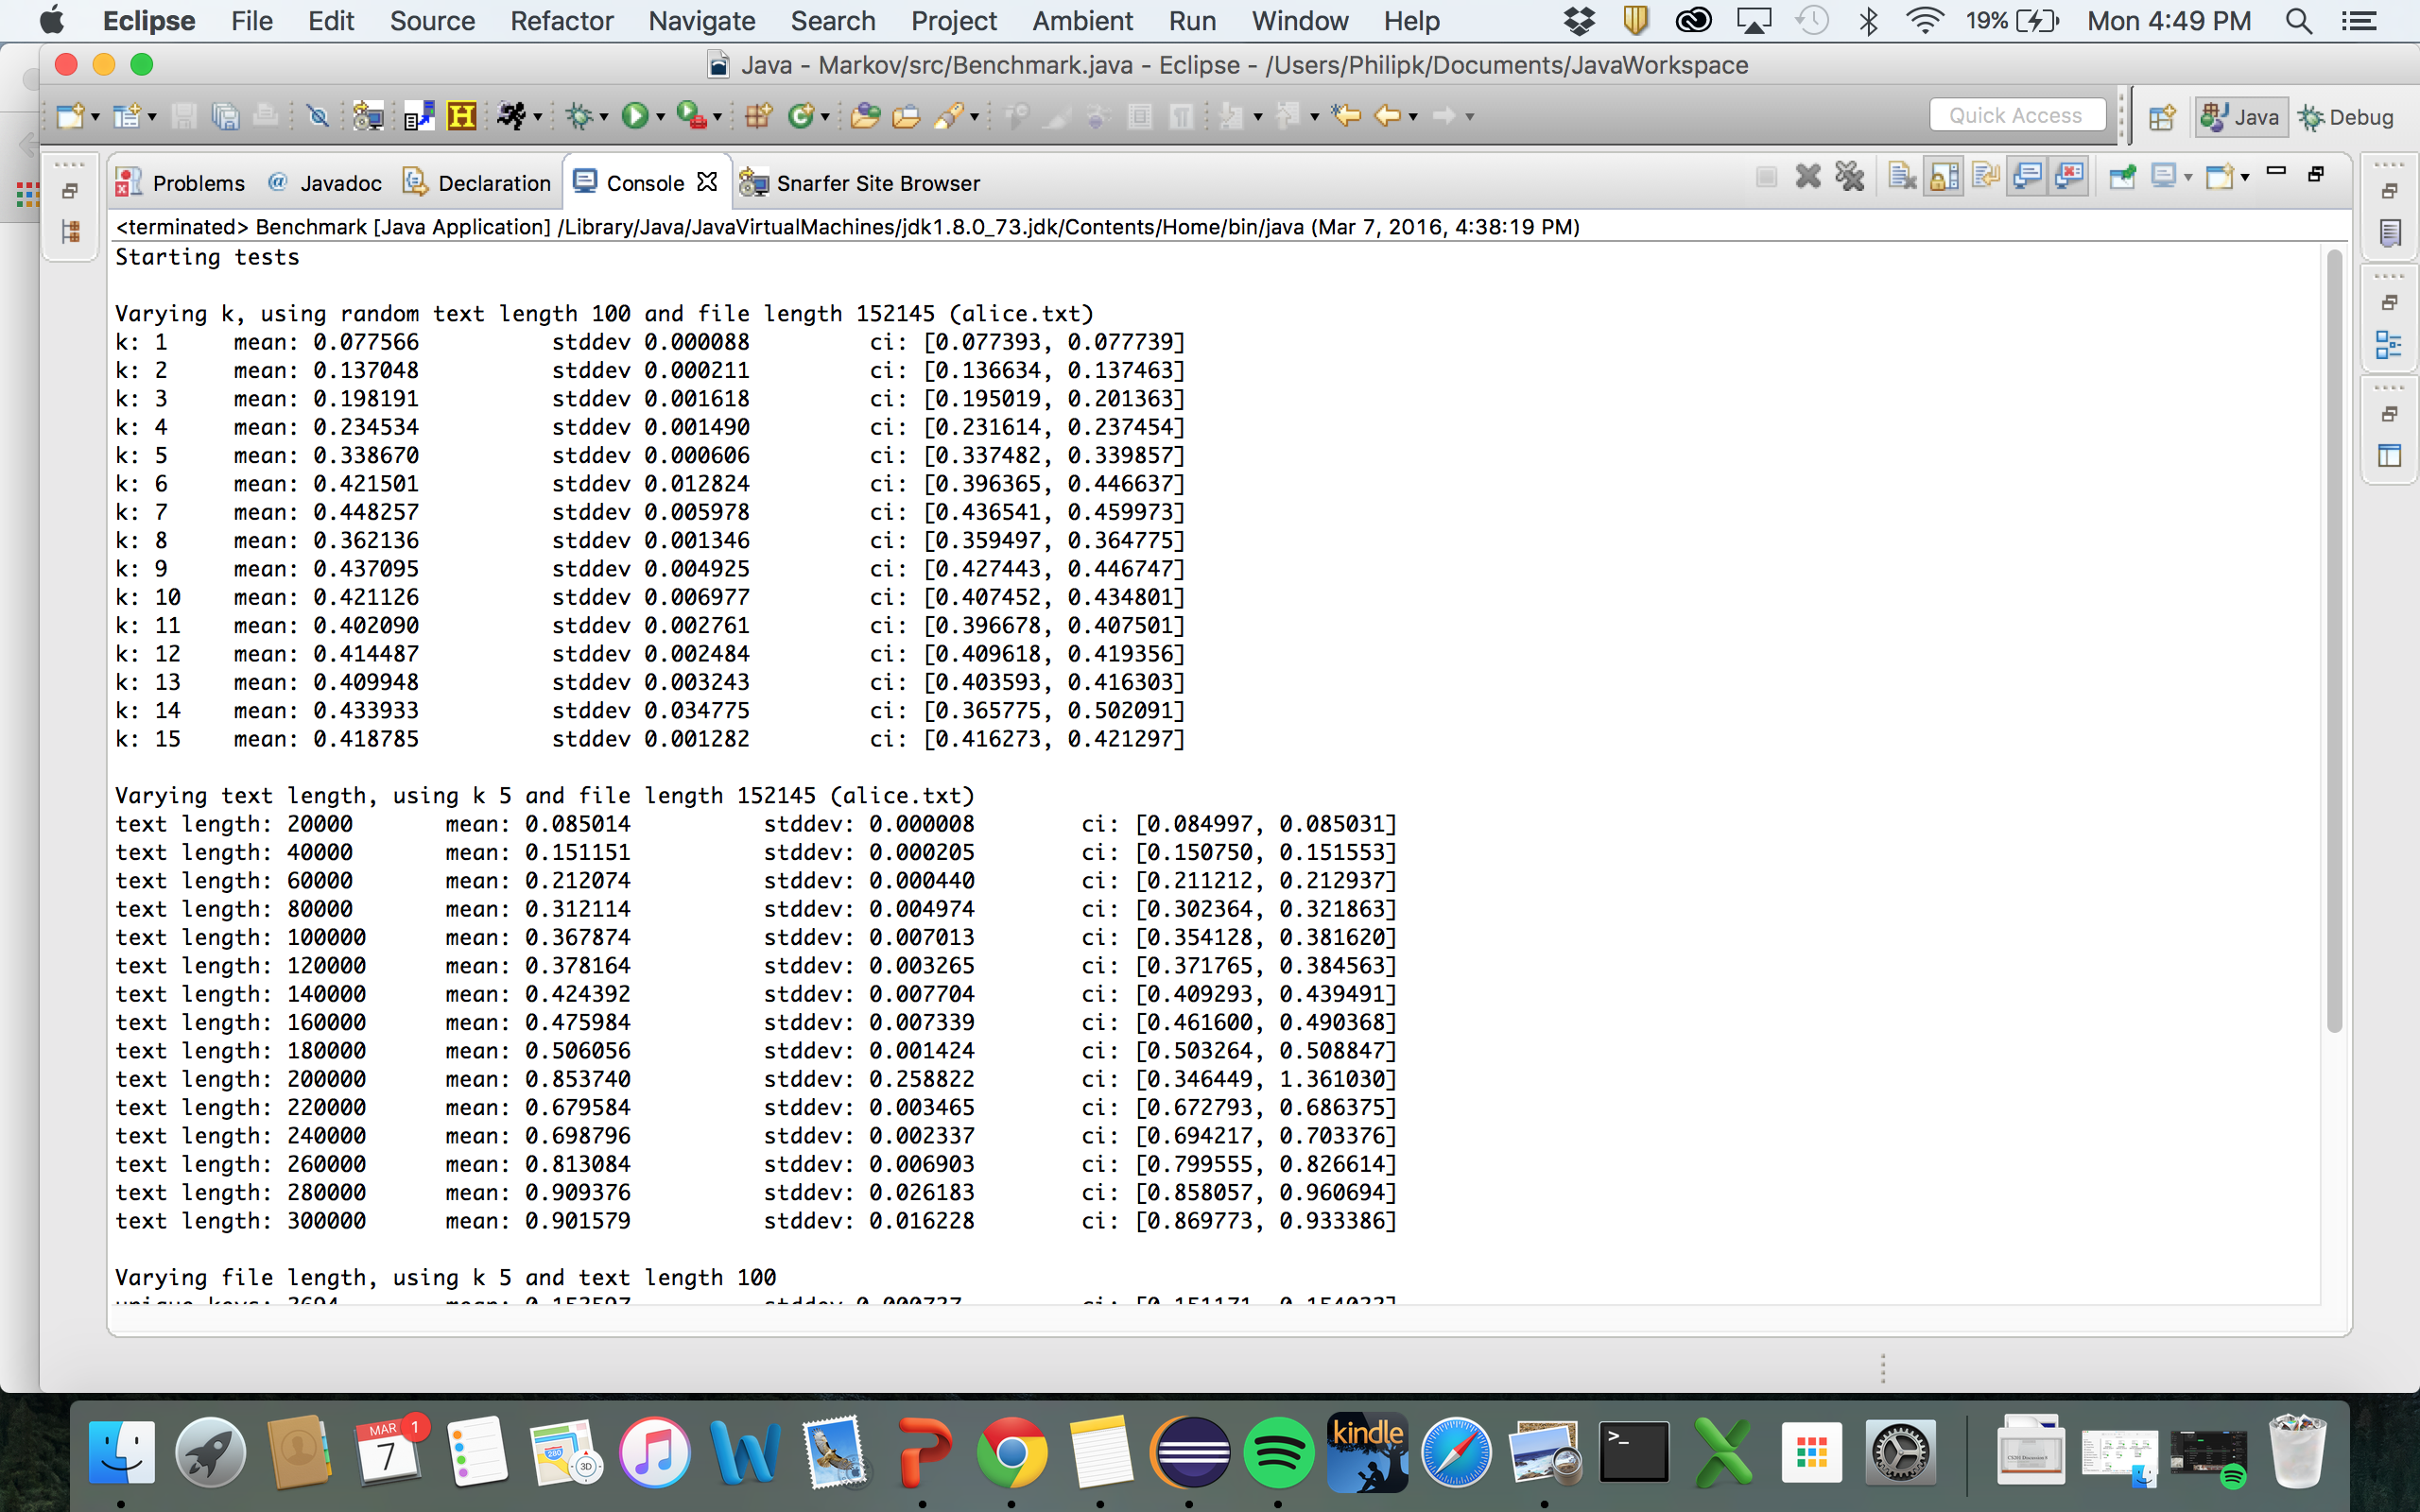 Eclipse File Edit Source Refactor Navigate Search Project Ambient Run Window Help 19% Mon 4:49 PM
Java - Markov/src/Benchmark.java - Eclipse - /Users/Philipk/Documents/JavaWorkspace
Quick Access Java Debug
Problems Javadoc Declaration Console Snarfer Site Browser
<terminated> Benchmark [Java Application] /Library/Java/JavaVirtualMachines/jdk1.8.0_73.jdk/Contents/Home/bin/java (Mar 7, 2016, 4:38:19 PM)
Starting tests
Varying k, using random text length 100 and file length 152145 (alice.txt)
k: 1 mean: 0.077566 stddev 0.000088 ci: [0.077393, 0.077739]
k: 2 mean: 0.137048 stddev 0.000211 ci: [0.136634, 0.137463]
k: 3 mean: 0.198191 stddev 0.001618 ci: [0.195019, 0.201363]
k: 4 mean: 0.234534 stddev 0.001490 ci: [0.231614, 0.237454]
k: 5 mean: 0.338670 stddev 0.000606 ci: [0.337482, 0.339857]
k: 6 mean: 0.421501 stddev 0.012824 ci: [0.396365, 0.446637]
k: 7 mean: 0.448257 stddev 0.005978 ci: [0.436541, 0.459973]
k: 8 mean: 0.362136 stddev 0.001346 ci: [0.359497, 0.364775]
k: 9 mean: 0.437095 stddev 0.004925 ci: [0.427443, 0.446747]
k: 10 mean: 0.421126 stddev 0.006977 ci: [0.407452, 0.434801]
k: 11 mean: 0.402090 stddev 0.002761 ci: [0.396678, 0.407501]
k: 12 mean: 0.414487 stddev 0.002484 ci: [0.409618, 0.419356]
k: 13 mean: 0.409948 stddev 0.003243 ci: [0.403593, 0.416303]
k: 14 mean: 0.433933 stddev 0.034775 ci: [0.365775, 0.502091]
k: 15 mean: 0.418785 stddev 0.001282 ci: [0.416273, 0.421297]
Varying text length, using k 5 and file length 152145 (alice.txt)
text length: 20000 mean: 0.085014 stddev: 0.000008 ci: [0.084997, 0.085031]
text length: 40000 mean: 0.151151 stddev: 0.000205 ci: [0.150750, 0.151553]
text length: 60000 mean: 0.212074 stddev: 0.000440 ci: [0.211212, 0.212937]
text length: 80000 mean: 0.312114 stddev: 0.004974 ci: [0.302364, 0.321863]
text length: 100000 mean: 0.367874 stddev: 0.007013 ci: [0.354128, 0.381620]
text length: 120000 mean: 0.378164 stddev: 0.003265 ci: [0.371765, 0.384563]
text length: 140000 mean: 0.424392 stddev: 0.007704 ci: [0.409293, 0.439491]
text length: 160000 mean: 0.475984 stddev: 0.007339 ci: [0.461600, 0.490368]
text length: 180000 mean: 0.506056 stddev: 0.001424 ci: [0.503264, 0.508847]
text length: 200000 mean: 0.853740 stddev: 0.258822 ci: [0.346449, 1.361030]
text length: 220000 mean: 0.679584 stddev: 0.003465 ci: [0.672793, 0.686375]
text length: 240000 mean: 0.698796 stddev: 0.002337 ci: [0.694217, 0.703376]
text length: 260000 mean: 0.813084 stddev: 0.006903 ci: [0.799555, 0.826614]
text length: 280000 mean: 0.909376 stddev: 0.026183 ci: [0.858057, 0.960694]
text length: 300000 mean: 0.901579 stddev: 0.016228 ci: [0.869773, 0.933386]
Varying file length, using k 5 and text length 100
MAR 7 1
280 3D
kindle
>_